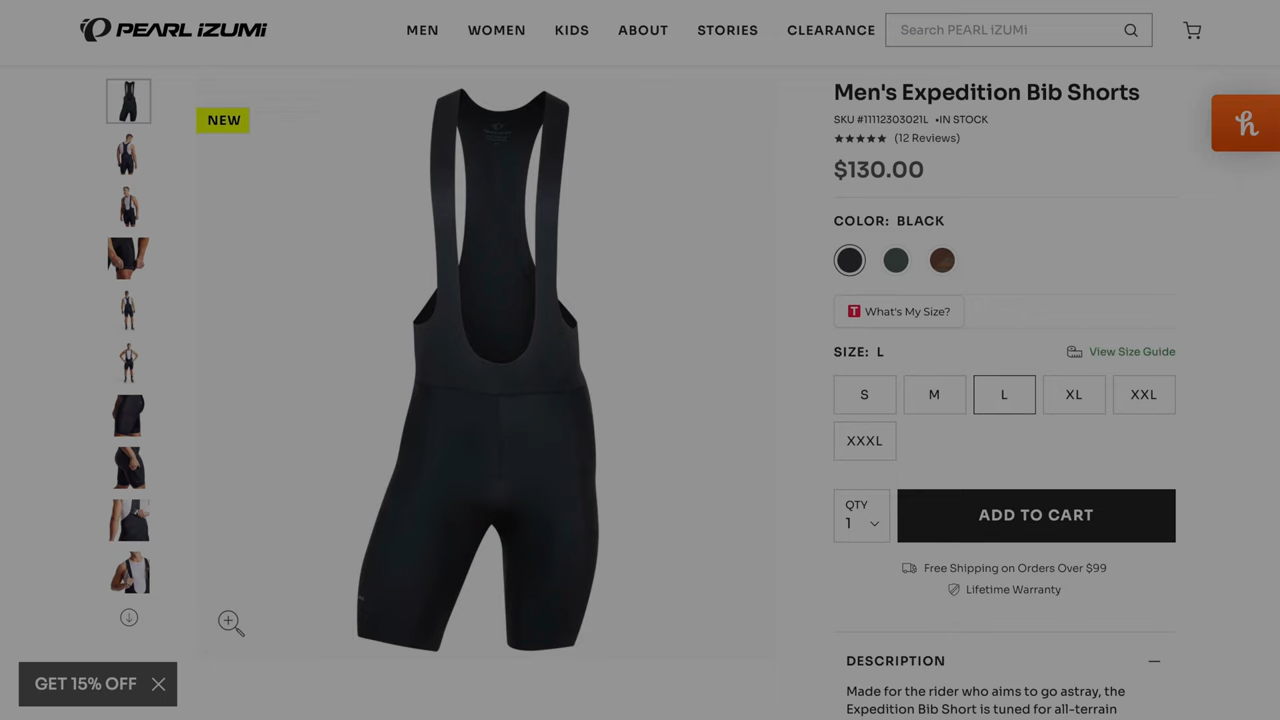 PEARL iZUMi
MEN WOMEN KIDS ABOUT STORIES CLEARANCE
Search PEARL iZUMi
NEW
Men's Expedition Bib Shorts
SKU #11112303021L •IN STOCK
★★★★★ (12 Reviews)
$130.00
COLOR: BLACK
T What's My Size?
SIZE: L
View Size Guide
S M L XL XXL
XXXL
QTY
1
ADD TO CART
Free Shipping on Orders Over $99
Lifetime Warranty
GET 15% OFF
DESCRIPTION
Made for the rider who aims to go astray, the
Expedition Bib Short is tuned for all-terrain